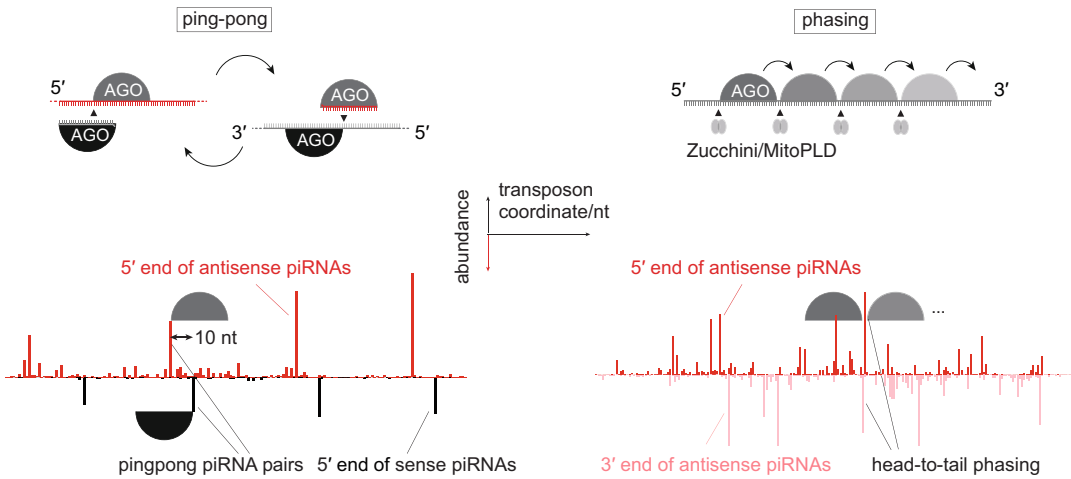 ping-pong
5′
AGO
AGO
AGO
3′
AGO
5′
phasing
5′
AGO
3′
Zucchini/MitoPLD
abundance
transposon
coordinate/nt
5′ end of antisense piRNAs
10 nt
pingpong piRNA pairs
5′ end of sense piRNAs
5′ end of antisense piRNAs
...
3′ end of antisense piRNAs
head-to-tail phasing